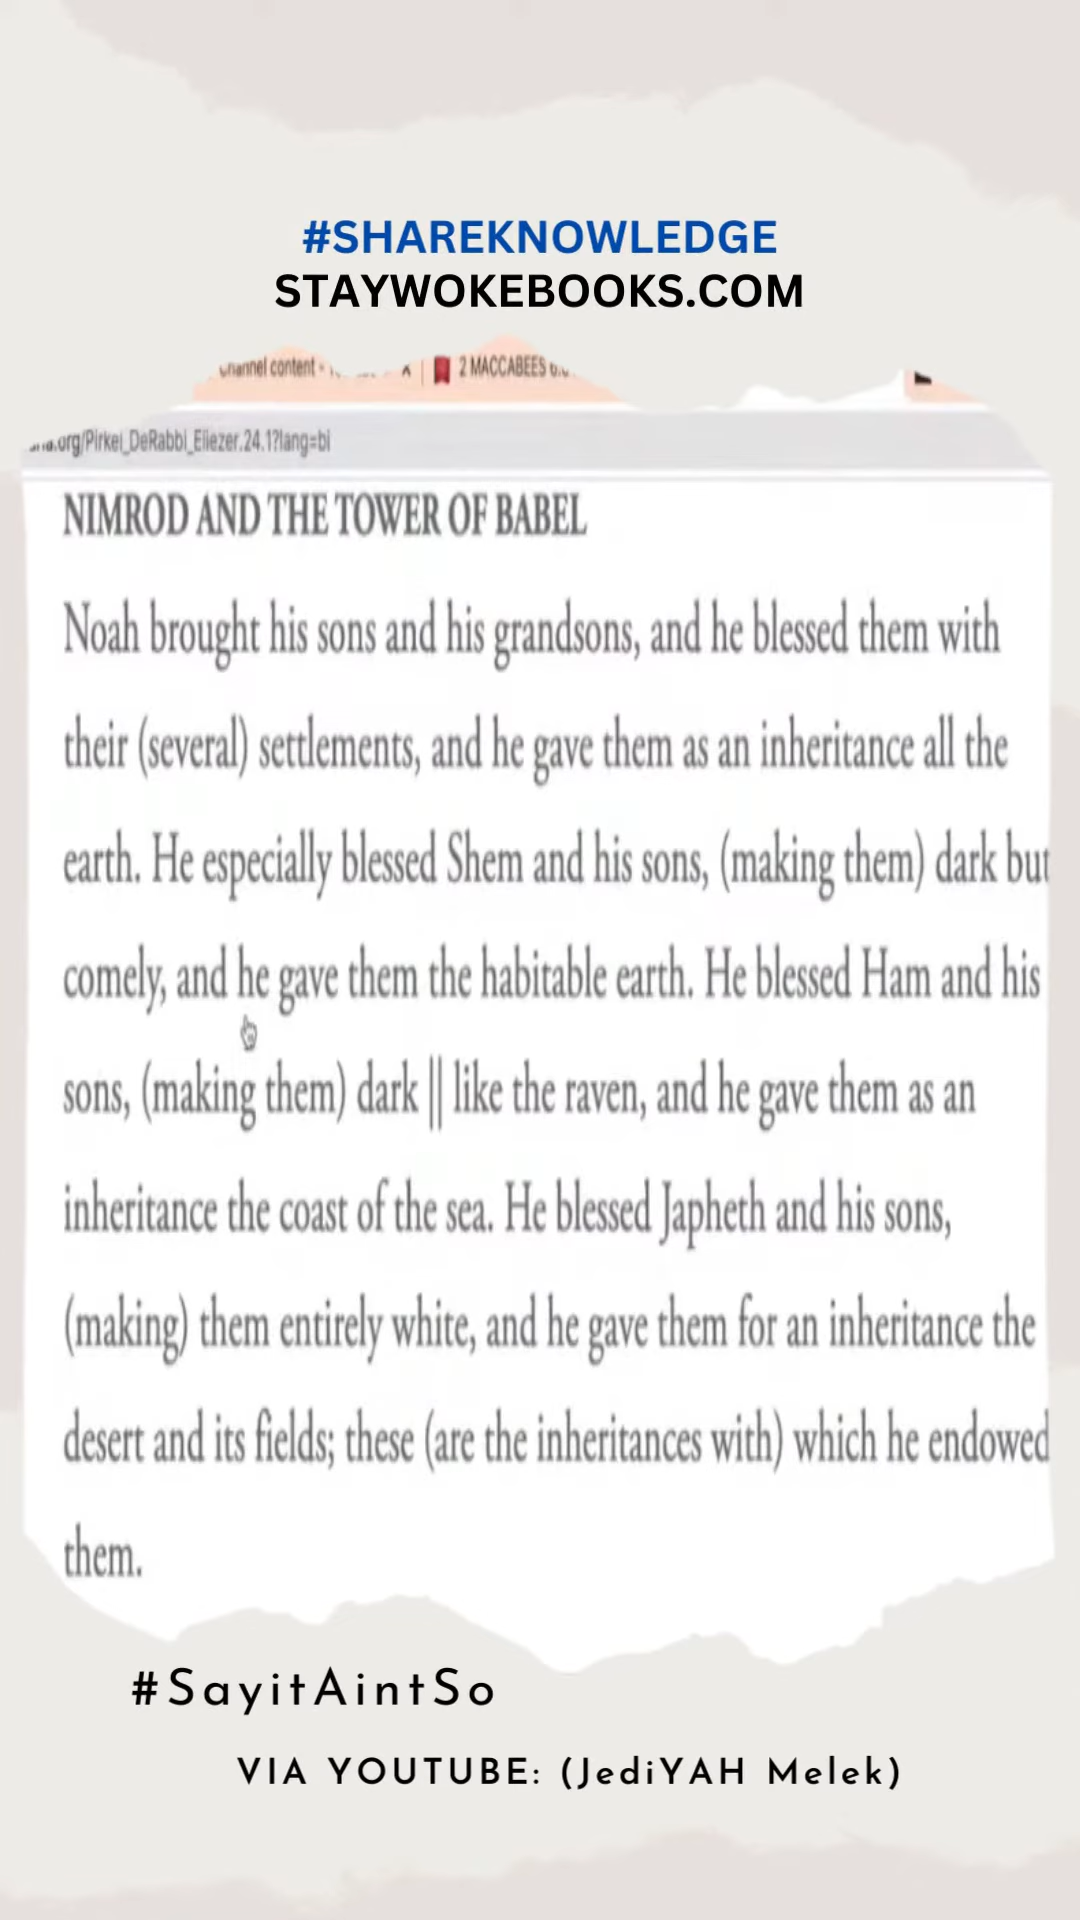 #SHAREKNOWLEDGE
STAYWOKEBOOKS.COM
channel content - 2 MACCABEES
.org/Pirkei_DeRabbi_Eliezer.24.1?lang=bi
NIMROD AND THE TOWER OF BABEL
Noah brought his sons and his grandsons, and he blessed them with
their (several) settlements, and he gave them as an inheritance all the
earth. He especially blessed Shem and his sons, (making them) dark but
comely, and he gave them the habitable earth. He blessed Ham and his
sons, (making them) dark || like the raven, and he gave them as an
inheritance the coast of the sea. He blessed Japheth and his sons,
(making) them entirely white, and he gave them for an inheritance the
desert and its fields; these (are the inheritances with) which he endowed
them.
#SayitAintSo
VIA YOUTUBE: (JediYAH Melek)